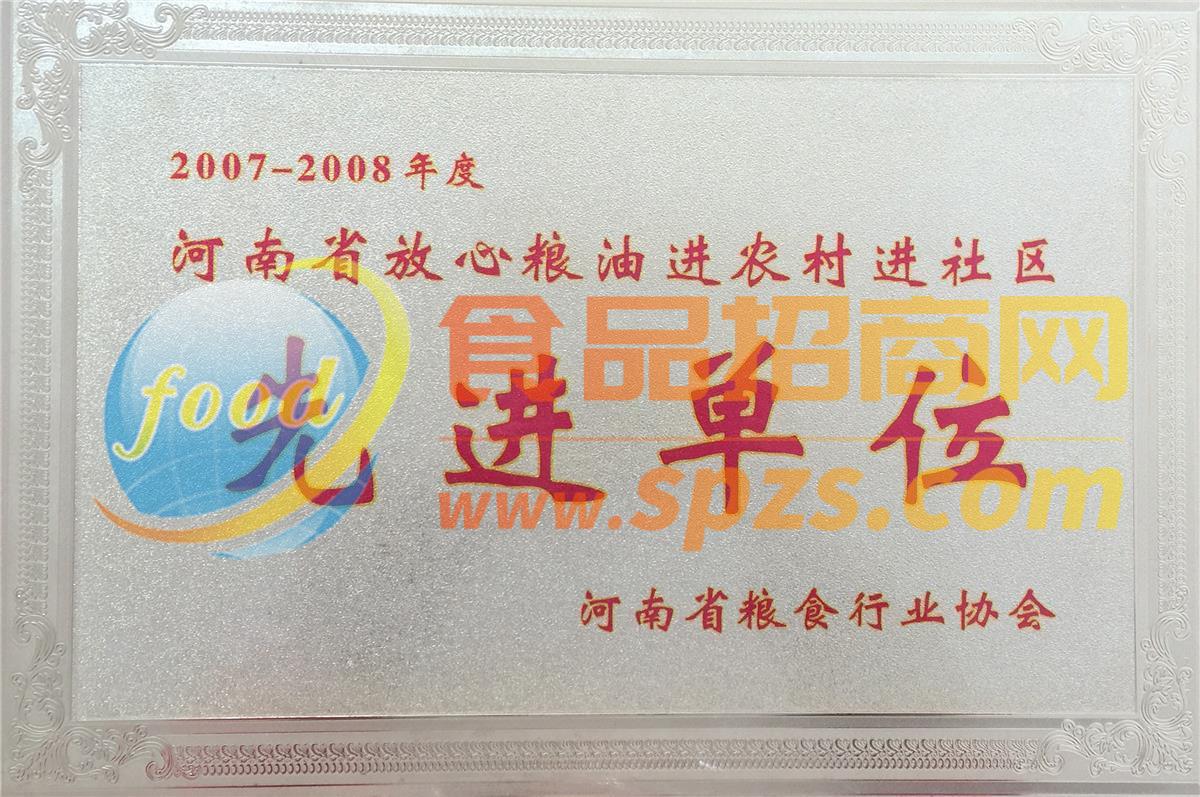 2007-2008年度
河南省放心粮油进农村进社区
食品招商网
food
先进单位
www.spzs.com
河南省粮食行业协会